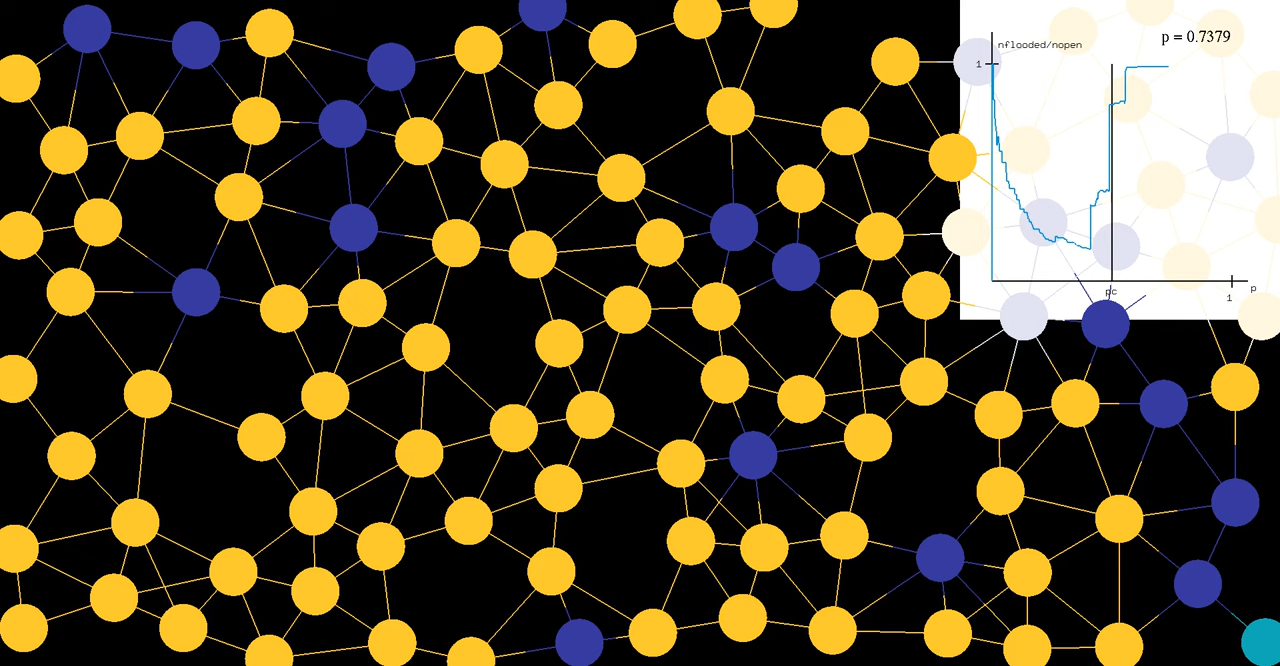 p = 0.7379
nflooded/nopen
1
pc
1
p